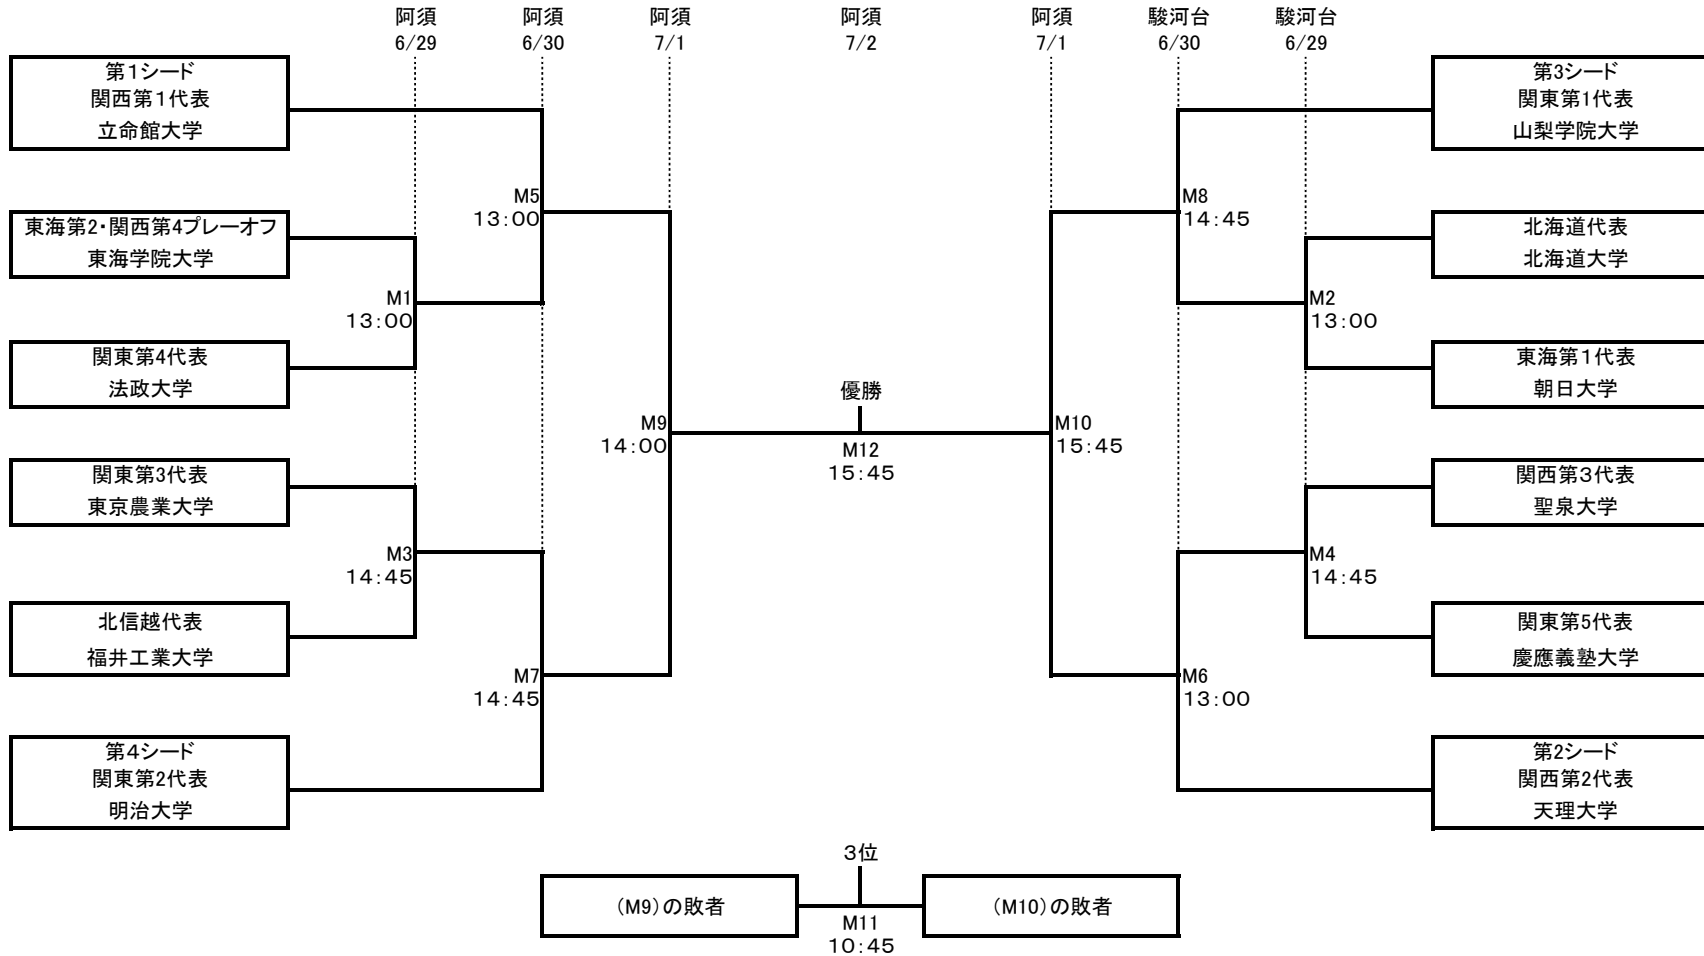 阿須
6/29
阿須
6/30
阿須
7/1
阿須
7/2
阿須
7/1
駿河台
6/30
駿河台
6/29
第1シード
関西第1代表
立命館大学
東海第2・関西第4プレーオフ
東海学院大学
関東第4代表
法政大学
関東第3代表
東京農業大学
北信越代表
福井工業大学
第4シード
関東第2代表
明治大学
M1
13:00
M3
14:45
M5
13:00
M7
14:45
M9
14:00
優勝
M12
15:45
M10
15:45
M8
14:45
M6
13:00
M2
13:00
M4
14:45
第3シード
関東第1代表
山梨学院大学
北海道代表
北海道大学
東海第1代表
朝日大学
関西第3代表
聖泉大学
関東第5代表
慶應義塾大学
第2シード
関西第2代表
天理大学
3位
(M9)の敗者
(M10)の敗者
M11
10:45